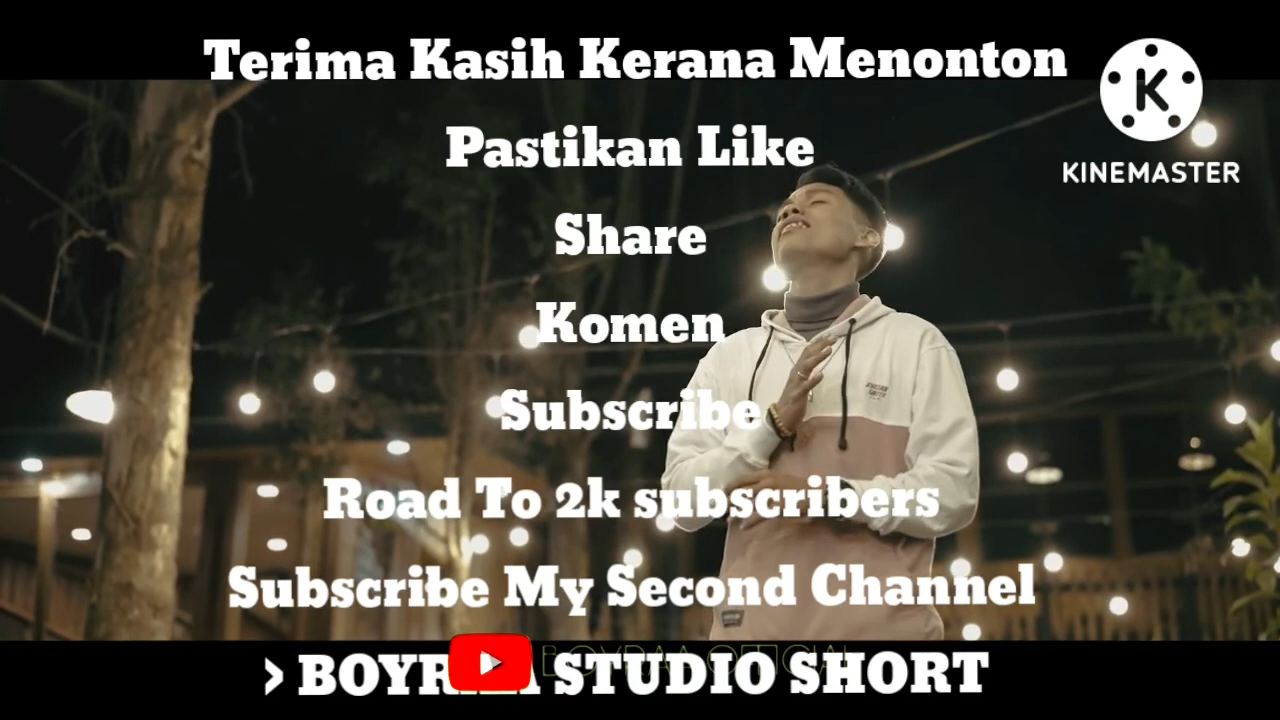 Terima Kasih Kerana Menonton
K
KINEMASTER
Pastikan Like
Share
Komen
Subscribe
Road To 2k subscribers
Subscribe My Second Channel
> STUDIO SHORT